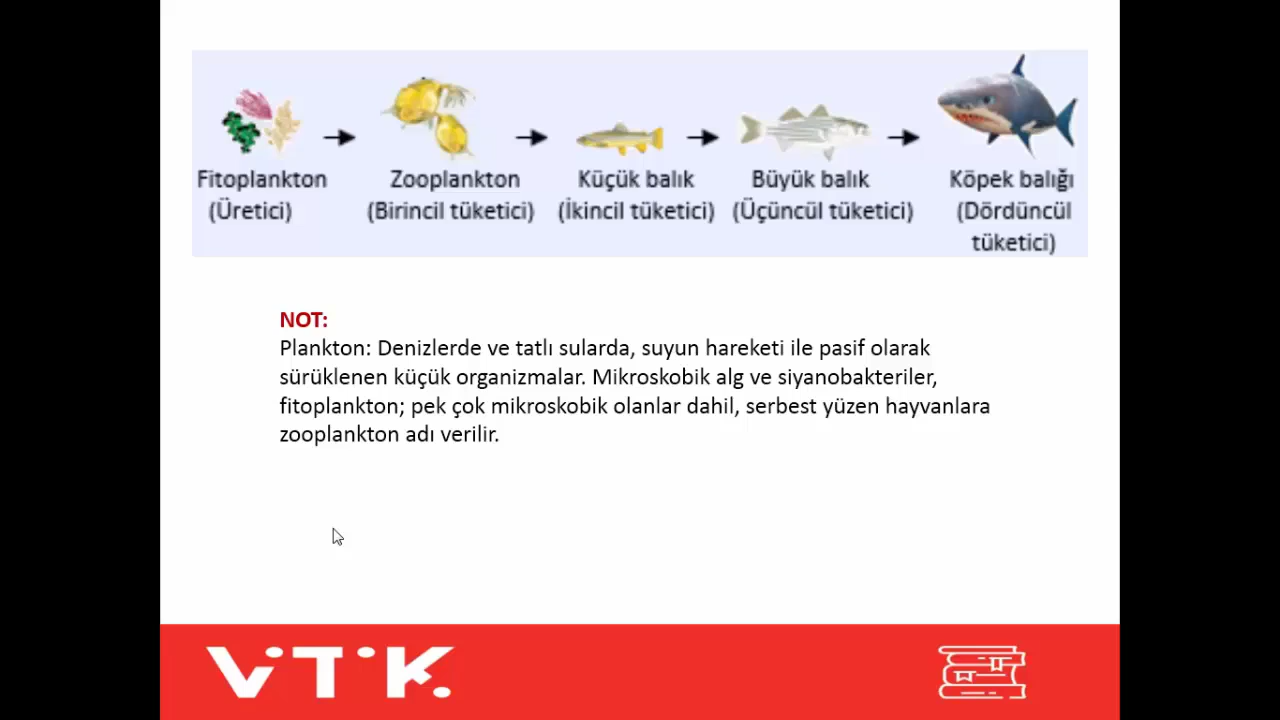 Fitoplankton Zooplankton Küçük balık Büyük balık Köpek balığı
(Üretici) (Birincil tüketici) (İkincil tüketici) (Üçüncül tüketici) (Dördüncül
tüketici)
NOT:
Plankton: Denizlerde ve tatlı sularda, suyun hareketi ile pasif olarak
sürüklenen küçük organizmalar. Mikroskobik alg ve siyanobakteriler,
fitoplankton; pek çok mikroskobik olanlar dahil, serbest yüzen hayvanlara
zooplankton adı verilir.
VİTİK.